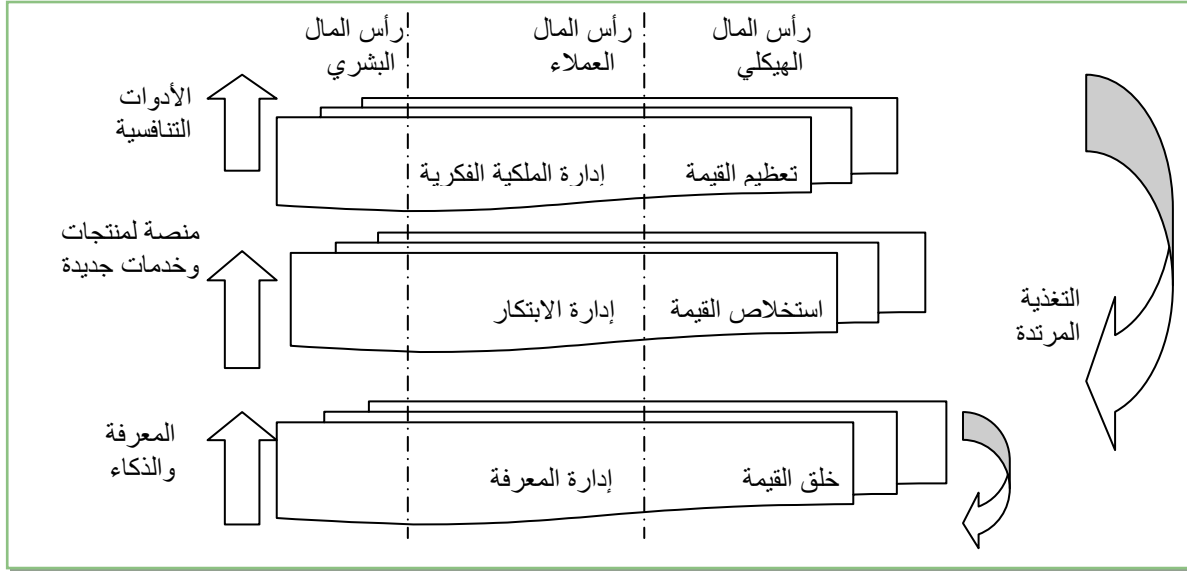 رأس المال
الهيكلي
رأس المال
العملاء
رأس المال
البشري
الأدوات
التنافسية
تعظيم القيمة
إدارة الملكية الفكرية
منصة لمنتجات
وخدمات جديدة
استخلاص القيمة
إدارة الابتكار
التغذية
المرتدة
المعرفة
والذكاء
خلق القيمة
إدارة المعرفة